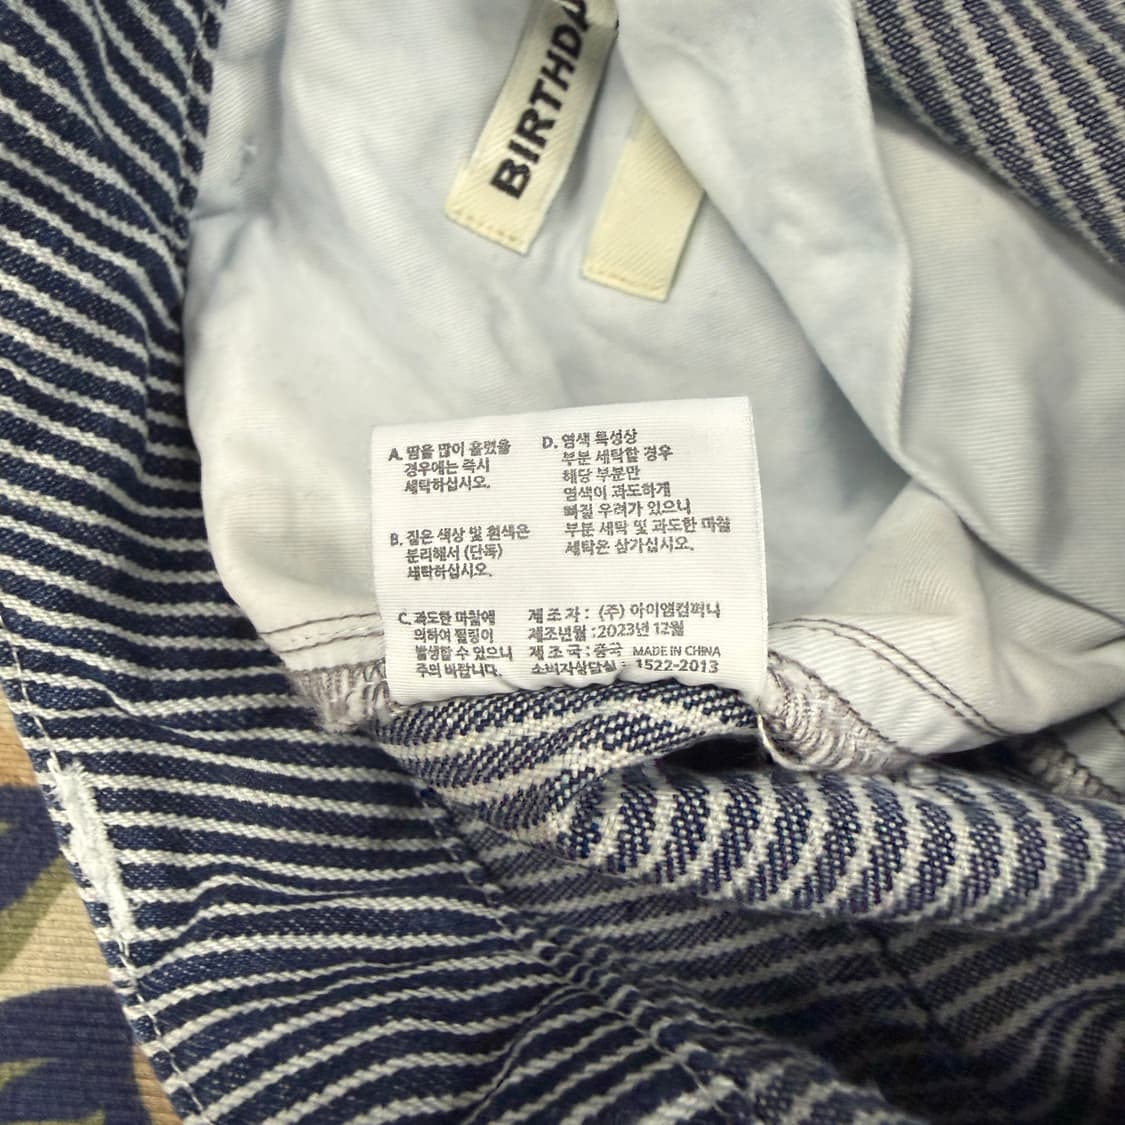 BIRTHDA
A. 땀을 많이 흘렸을
경우에는 즉시
세탁하십시오.
B. 짙은 색상 및 흰색은
분리해서 (단독)
세탁하십시오.
C. 과도한 마찰에
의하여 필링이
발생할 수 있으니
주의 바랍니다.
D. 염색 특성상
부분 세탁할 경우
해당 부분만
염색이 과도하게
빠질 우려가 있으니
부분 세탁 및 과도한 마찰
세탁은 삼가십시오.
제 조 자 : (주) 아이엠컴퍼니
제조년월 :2023년 12월
제 조 국 : 중국 MADE IN CHINA
소비자상담실 : 1522-2013